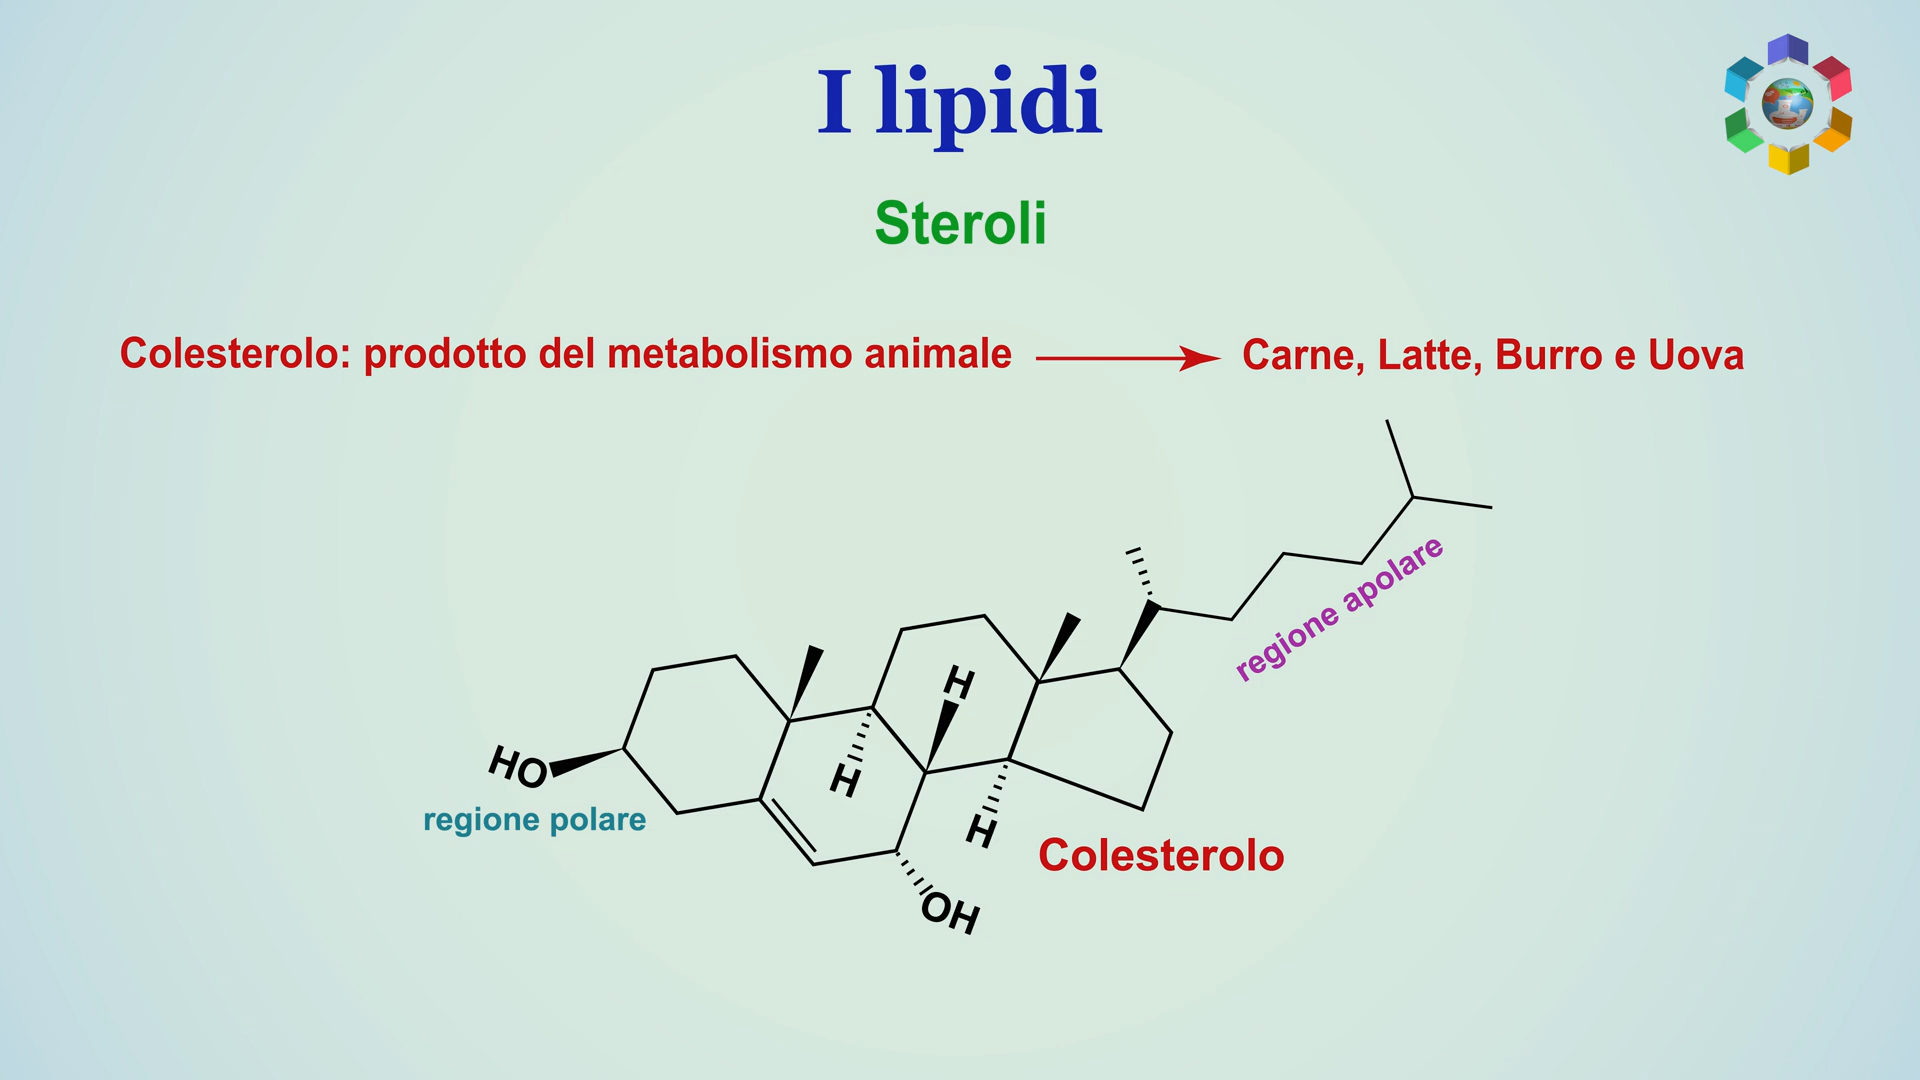 I lipidi
Steroli
Colesterolo: prodotto del metabolismo animale
Carne, Latte, Burro e Uova
regione apolare
H
HO
H
regione polare
H
Colesterolo
OH